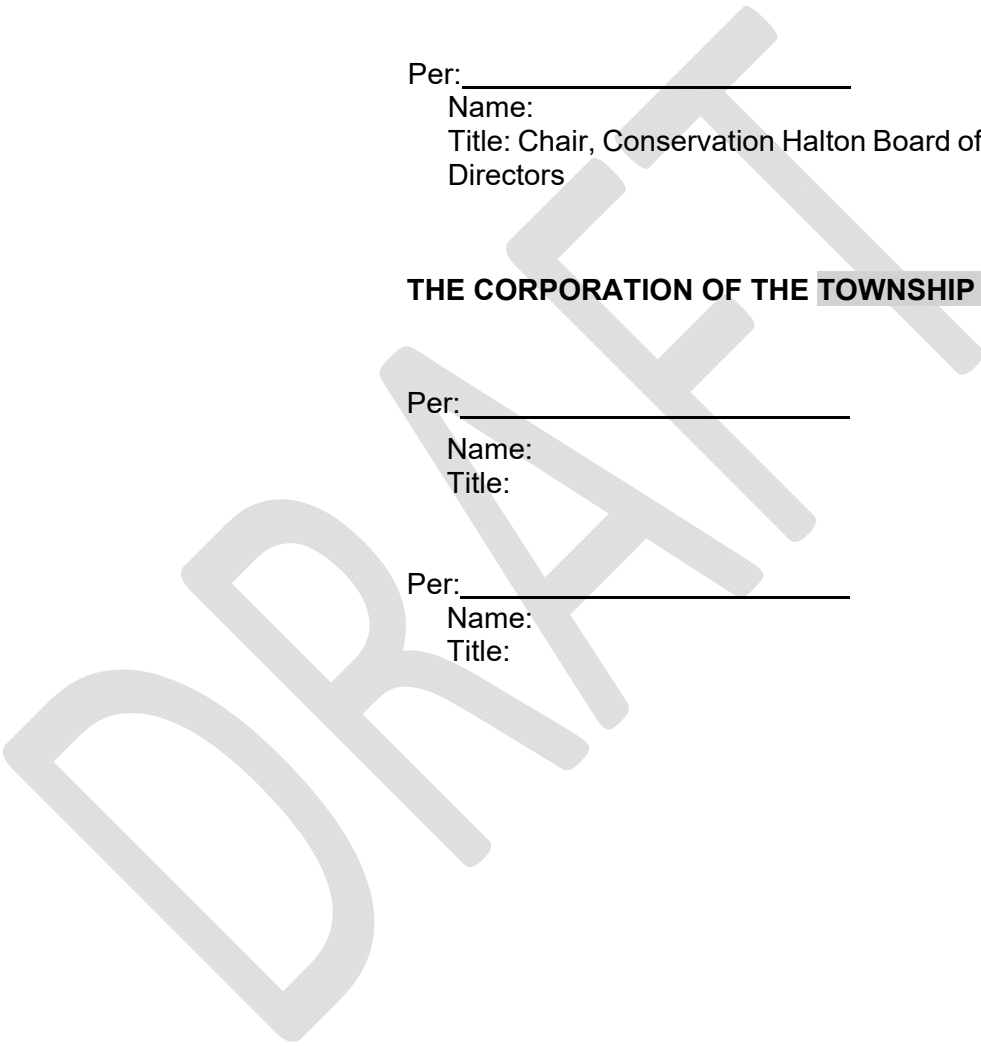 Per:
Name:
Title: Chair, Conservation Halton Board of
Directors
THE CORPORATION OF THE TOWNSHIP
Per:
Name:
Title:
Per:
Name:
Title:
DRAFT